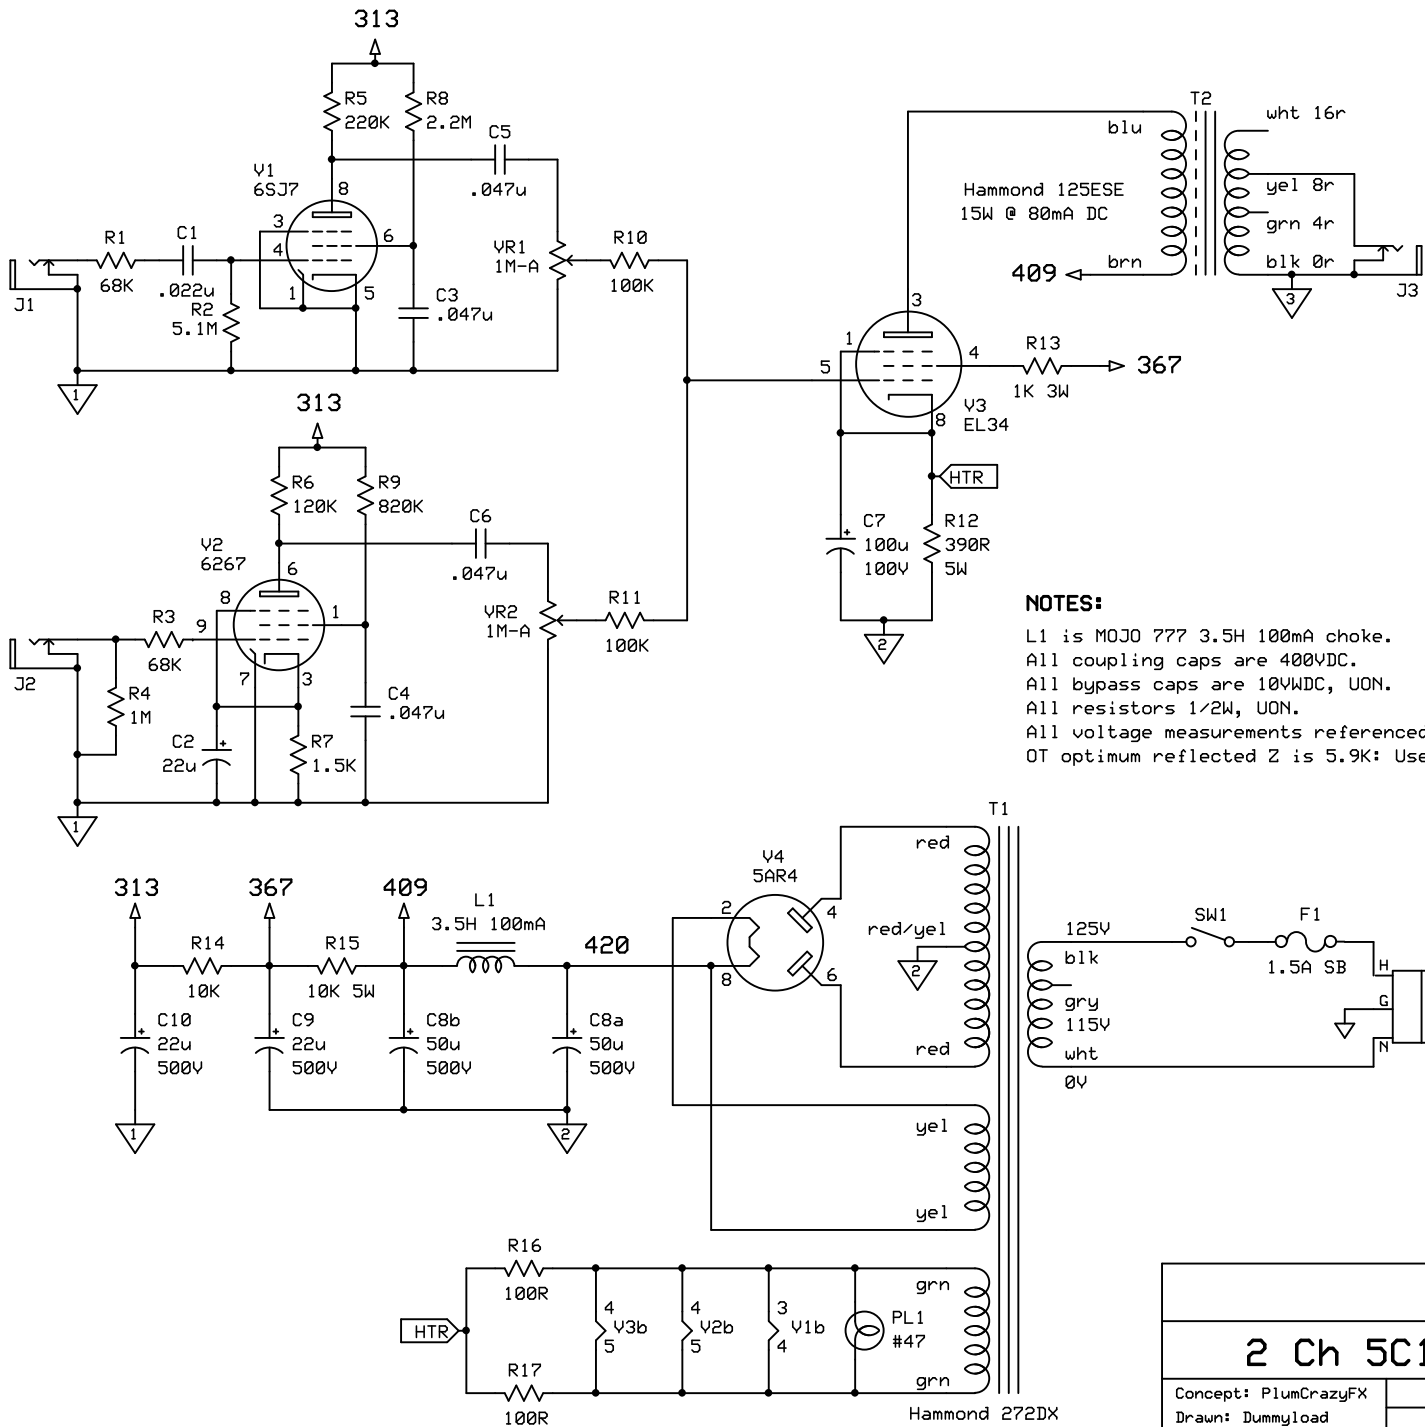 313
R5
220K
R8
2.2M
C5
.047u
V1
6SJ7
8
3
4
6
1
5
J1
R1
68K
C1
.022u
R2
5.1M
C3
.047u
VR1
1M-A
R10
100K
1
T2
blu
brn
wht 16r
yel 8r
grn 4r
blk 0r
Hammond 125ESE
15W @ 80mA DC
409
3
J3
3
1
5
4
8
V3
EL34
R13
1K 3W
367
HTR
C7
100u
100V
R12
390R
5W
2
313
R6
120K
R9
820K
C6
.047u
V2
6267
6
8
9
1
7
3
J2
R3
68K
R4
1M
C2
22u
R7
1.5K
C4
.047u
VR2
1M-A
R11
100K
1
NOTES:
L1 is MOJO 777 3.5H 100mA choke.
All coupling caps are 400VDC.
All bypass caps are 10VWDC, UON.
All resistors 1/2W, UON.
All voltage measurements referenced
OT optimum reflected Z is 5.9K: Use
313
367
409
L1
3.5H 100mA
420
R14
10K
R15
10K 5W
C10
22u
500V
C9
22u
500V
C8b
50u
500V
C8a
50u
500V
1
2
V4
5AR4
2
8
4
6
T1
red
red/yel
2
red
yel
yel
grn
grn
125V
blk
gry
115V
wht
0V
SW1
F1
1.5A SB
H
G
N
HTR
R16
100R
R17
100R
4
V3b
5
4
V2b
5
3
V1b
4
PL1
#47
Hammond 272DX
2 Ch 5C1
Concept: PlumCrazyFX
Drawn: Dummyload